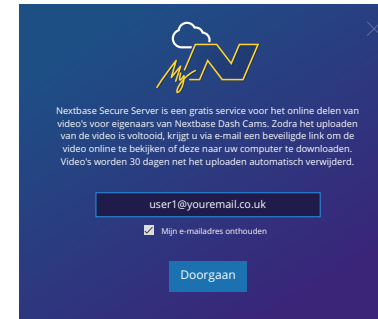 My N
Nextbase Secure Server is een gratis service voor het online delen van
video's voor eigenaars van Nextbase Dash Cams. Zodra het uploaden
van de video is voltooid, krijgt u via e-mail een beveiligde link om de
video online te bekijken of deze naar uw computer te downloaden.
Video's worden 30 dagen net het uploaden automatisch verwijderd.
user1@youremail.co.uk
Mijn e-mailadres onthouden
Doorgaan